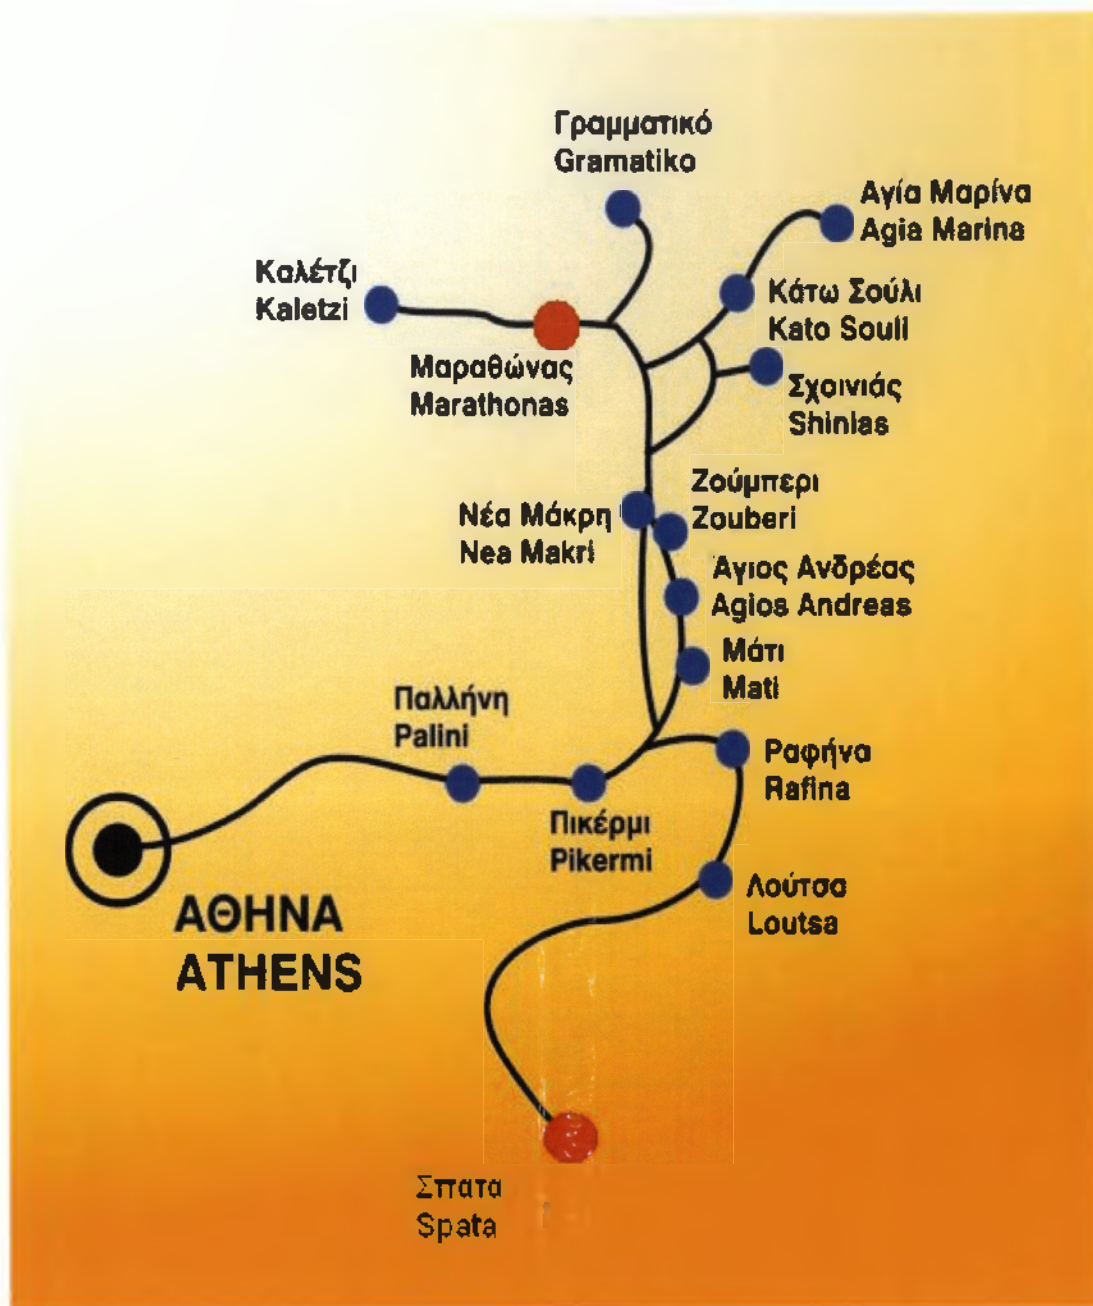 Γραμματικό
Gramatiko
Αγία Μαρίνα
Agia Marina
Καλέτζι
Kaletzi
Κάτω Σούλι
Kato Souli
Μαραθώνας
Marathonas
Σχοινιάς
Shinias
Ζούμπερι
Zouberi
Νέα Μάκρη
Nea Makri
Άγιος Ανδρέας
Agios Andreas
Μάτι
Mati
Παλλήνη
Palini
Ραφήνα
Rafina
Πικέρμι
Pikermi
Λούτσα
Loutsa
ΑΘΗΝΑ
ATHENS
Σπατα
Spata